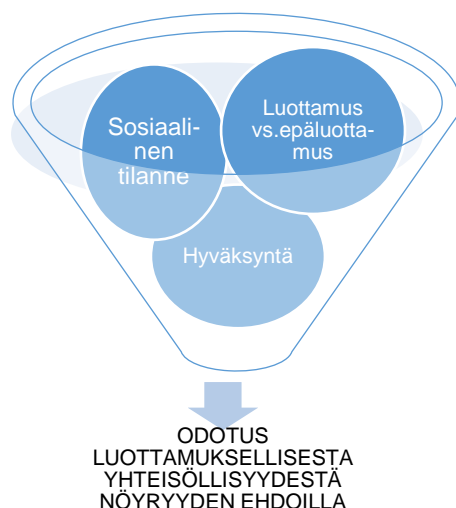 Sosiaali-
nen
tilanne
Luottamus
vs.epäluotta-
mus
Hyväksyntä
ODOTUS
LUOTTAMUKSELLISESTA
YHTEISÖLLISYYDESTÄ
NÖYRYYDEN EHDOILLA